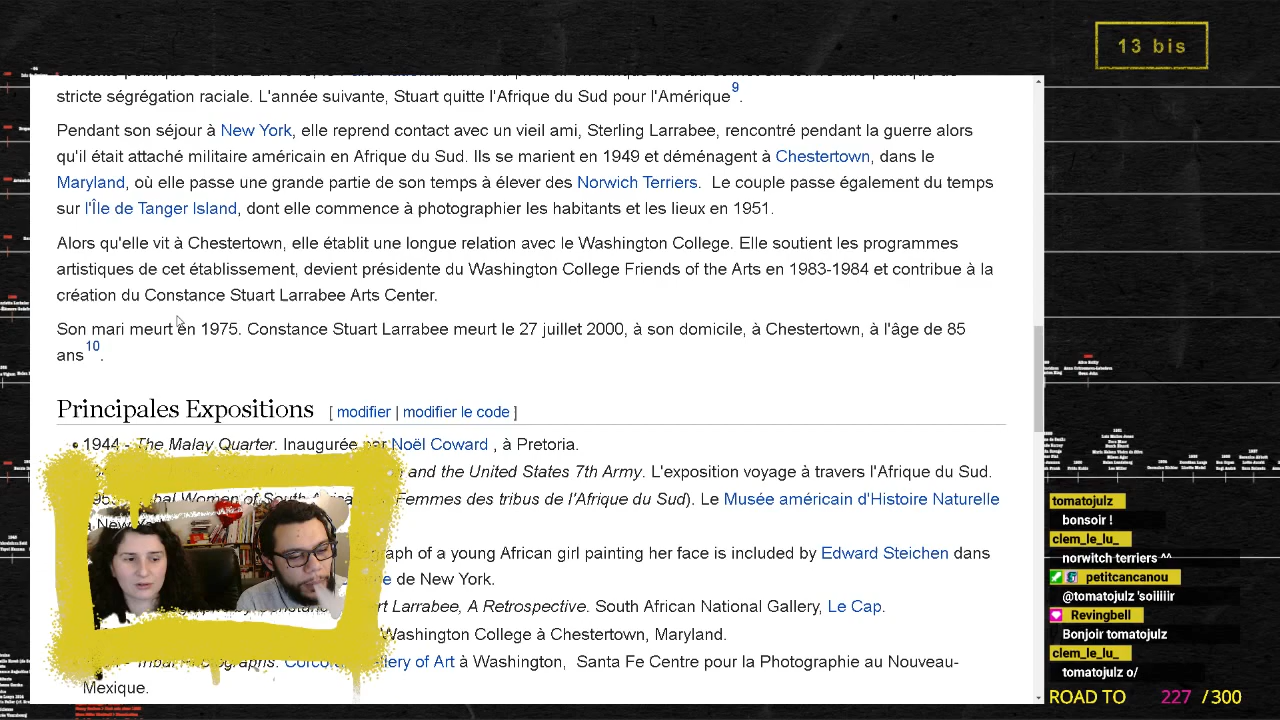 13 bis
stricte ségrégation raciale. L'année suivante, Stuart quitte l'Afrique du Sud pour l'Amérique9.
Pendant son séjour à New York, elle reprend contact avec un vieil ami, Sterling Larrabee, rencontré pendant la guerre alors
qu'il était attaché militaire américain en Afrique du Sud. Ils se marient en 1949 et déménagent à Chestertown, dans le
Maryland, où elle passe une grande partie de son temps à élever des Norwich Terriers. Le couple passe également du temps
sur l'Île de Tanger Island, dont elle commence à photographier les habitants et les lieux en 1951.
Alors qu'elle vit à Chestertown, elle établit une longue relation avec le Washington College. Elle soutient les programmes
artistiques de cet établissement, devient présidente du Washington College Friends of the Arts en 1983-1984 et contribue à la
création du Constance Stuart Larrabee Arts Center.
Son mari meurt en 1975. Constance Stuart Larrabee meurt le 27 juillet 2000, à son domicile, à Chestertown, à l'âge de 85
ans10.
Principales Expositions [ modifier | modifier le code ]
1944 The Malay Quarter. Inaugurée par Noël Coward , à Pretoria.
and the United States 7th Army. L'exposition voyage à travers l'Afrique du Sud.
Women of South Africa Femmes des tribus de l'Afrique du Sud). Le Musée américain d'Histoire Naturelle
New
of a young African girl painting her face is included by Edward Steichen dans
de New York.
Larrabee, A Retrospective. South African National Gallery, Le Cap.
Washington College à Chestertown, Maryland.
Gallery of Art à Washington, Santa Fe Centre pour la Photographie au Nouveau-
Mexique.
tomatojulz
bonsoir !
clem_le_lu_
norwitch terriers ^^
petitcancanou
@tomatojulz 'soiiiiir
Revingbell
Bonjoir tomatojulz
clem_le_lu_
tomatojulz o/
ROAD TO 227 / 300